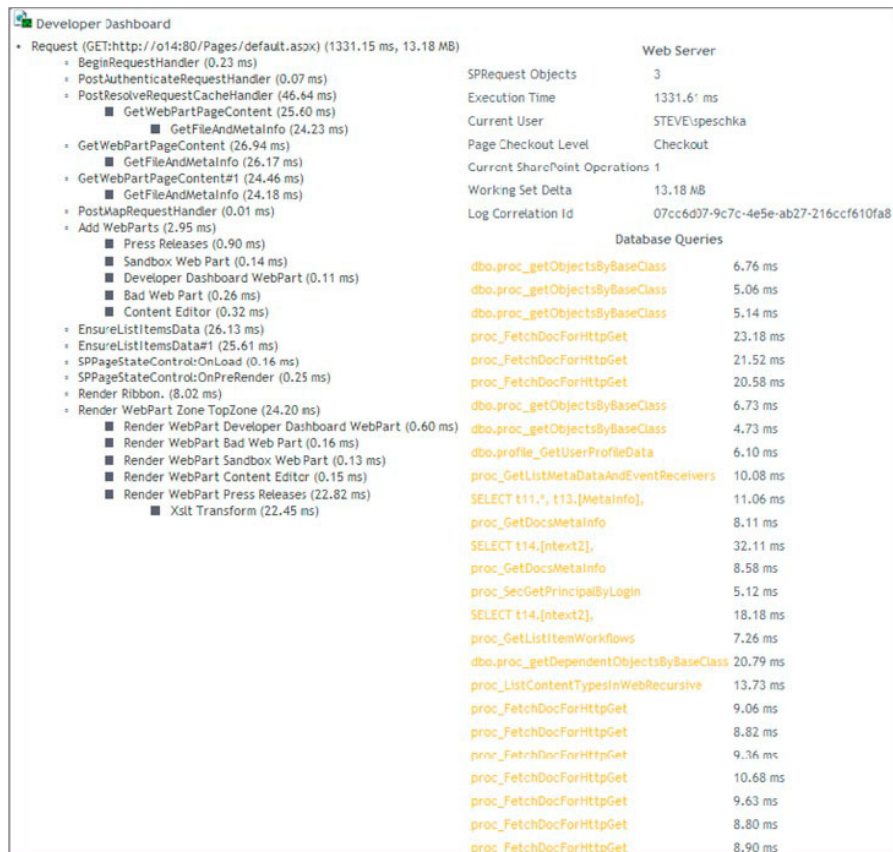 Developer Dashboard
Request (GET:http://o14:80/Pages/default.aspx) (1331.15 ms, 13.18 MB)
BeginRequestHandler (0.23 ms)
PostAuthenticateRequestHandler (0.07 ms)
PostResolveRequestCacheHandler (46.64 ms)
GetWebPartPageContent (25.60 ms)
GetFileAndMetaInfo (24.23 ms)
GetWebPartPageContent (26.94 ms)
GetFileAndMetaInfo (26.17 ms)
GetWebPartPageContent#1 (24.46 ms)
GetFileAndMetaInfo (24.18 ms)
PostMapRequestHandler (0.01 ms)
Add WebParts (2.95 ms)
Press Releases (0.90 ms)
Sandbox Web Part (0.14 ms)
Developer Dashboard WebPart (0.11 ms)
Bad Web Part (0.26 ms)
Content Editor (0.32 ms)
EnsureListItemsData (26.13 ms)
EnsureListItemsData#1 (25.61 ms)
SPPageStateControl:OnLoad (0.16 ms)
SPPageStateControl:OnPreRender (0.25 ms)
Render Ribbon. (8.02 ms)
Render WebPart Zone TopZone (24.20 ms)
Render WebPart Developer Dashboard WebPart (0.60 ms)
Render WebPart Bad Web Part (0.16 ms)
Render WebPart Sandbox Web Part (0.13 ms)
Render WebPart Content Editor (0.15 ms)
Render WebPart Press Releases (22.82 ms)
Xslt Transform (22.45 ms)
Web Server
SPRequest Objects 3
Execution Time 1331.61 ms
Current User STEVE\speschka
Page Checkout Level Checkout
Current SharePoint Operations 1
Working Set Delta 13.18 MB
Log Correlation Id 07cc6d07-9c7c-4e5e-ab27-216ccf610fa8
Database Queries
dbo.proc_getObjectsByBaseClass 6.76 ms
dbo.proc_getObjectsByBaseClass 5.06 ms
dbo.proc_getObjectsByBaseClass 5.14 ms
proc_FetchDocForHttpGet 23.18 ms
proc_FetchDocForHttpGet 21.52 ms
proc_FetchDocForHttpGet 20.58 ms
dbo.proc_getObjectsByBaseClass 6.73 ms
dbo.proc_getObjectsByBaseClass 4.73 ms
dbo.profile_GetUserProfileData 6.10 ms
proc_GetListMetaDataAndEventReceivers 10.08 ms
SELECT t11.*, t13.[MetaInfo], 11.06 ms
proc_GetDocsMetaInfo 8.11 ms
SELECT t14.[ntext2], 32.11 ms
proc_GetDocsMetaInfo 8.58 ms
proc_SecGetPrincipalByLogin 5.12 ms
SELECT t14.[ntext2], 18.18 ms
proc_GetListItemWorkflows 7.26 ms
dbo.proc_getDependentObjectsByBaseClass 20.79 ms
proc_ListContentTypesInWebRecursive 13.73 ms
proc_FetchDocForHttpGet 9.06 ms
proc_FetchDocForHttpGet 8.82 ms
proc_FetchDocForHttpGet 9.36 ms
proc_FetchDocForHttpGet 10.68 ms
proc_FetchDocForHttpGet 9.63 ms
proc_FetchDocForHttpGet 8.80 ms
proc_FetchDocForHttpGet 8.90 ms